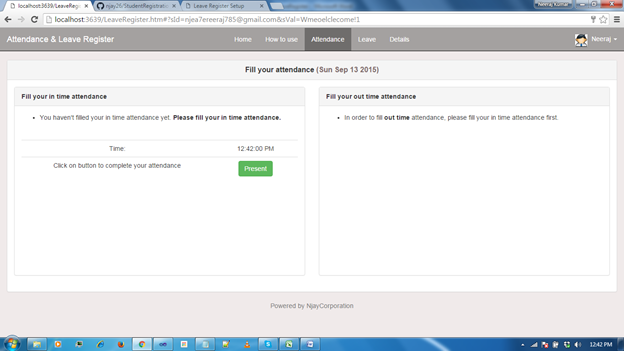 localhost:3639/LeaveRegi: × njay26/StudentRegistrati × Leave Register Setup × Neeraj Kumar
localhost:3639/LeaveRegister.htm#?sId=njea7ereeraj785@gmail.com&sVal=Wmeoelclecome!1
Attendance & Leave Register Home How to use Attendance Leave Details Neeraj
Fill your attendance (Sun Sep 13 2015)
Fill your in time attendance
• You haven't filled your in time attendance yet. Please fill your in time attendance.
Time: 12:42:00 PM
Click on button to complete your attendance Present
Fill your out time attendance
• In order to fill out time attendance, please fill your in time attendance first.
Powered by NjayCorporation
12:42 PM